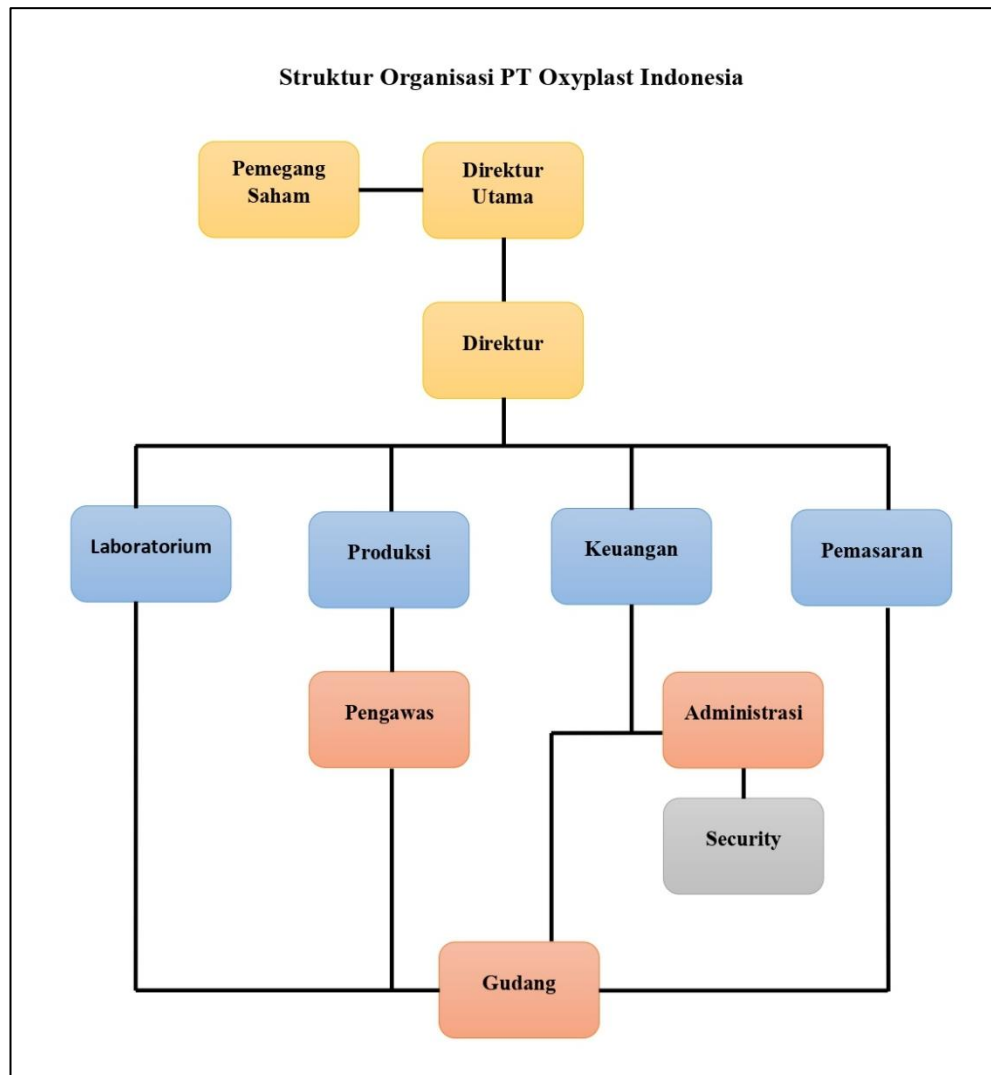 Struktur Organisasi PT Oxyplast Indonesia
Pemegang
Saham
Direktur
Utama
Direktur
Laboratorium
Produksi
Keuangan
Pemasaran
Pengawas
Administrasi
Security
Gudang